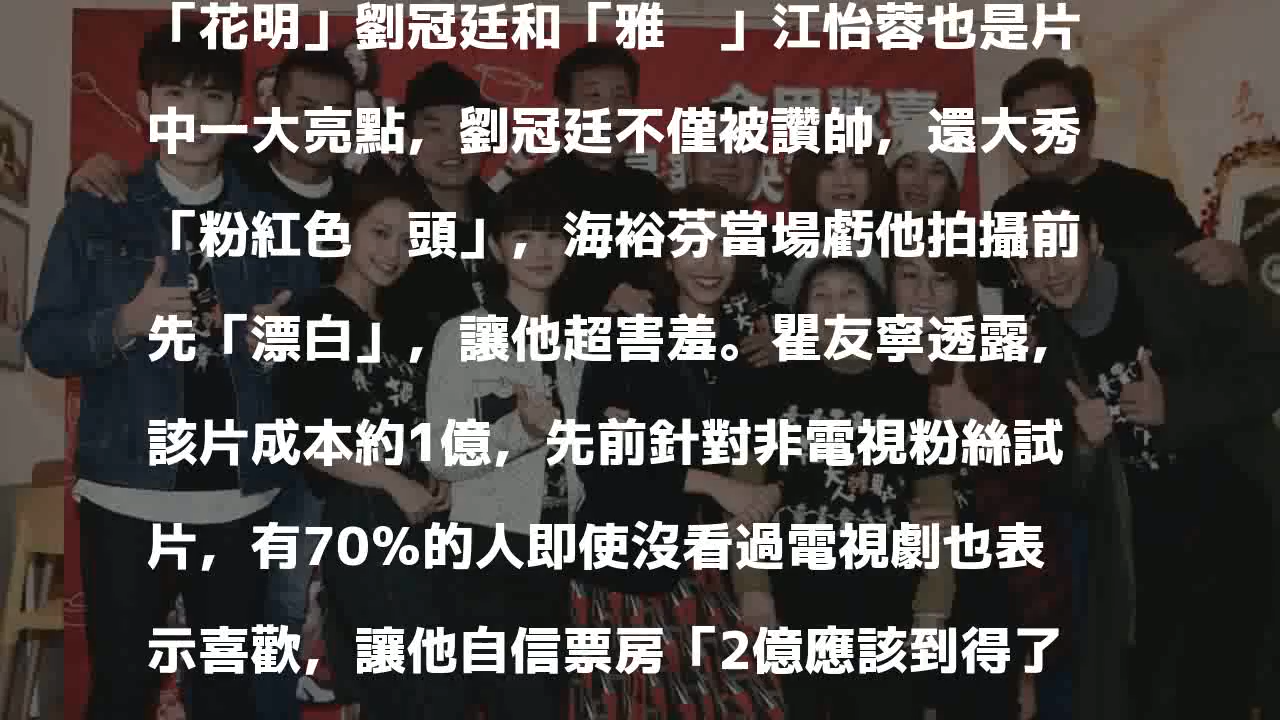 「花明」劉冠廷和「雅 」江怡蓉也是片
中一大亮點，劉冠廷不僅被讚帥，還大秀
「粉紅色 頭」，海裕芬當場虧他拍攝前
先「漂白」，讓他超害羞。瞿友寧透露，
該片成本約1億，先前針對非電視粉絲試
片，有70%的人即使沒看過電視劇也表
示喜歡，讓他自信票房「2億應該到得了